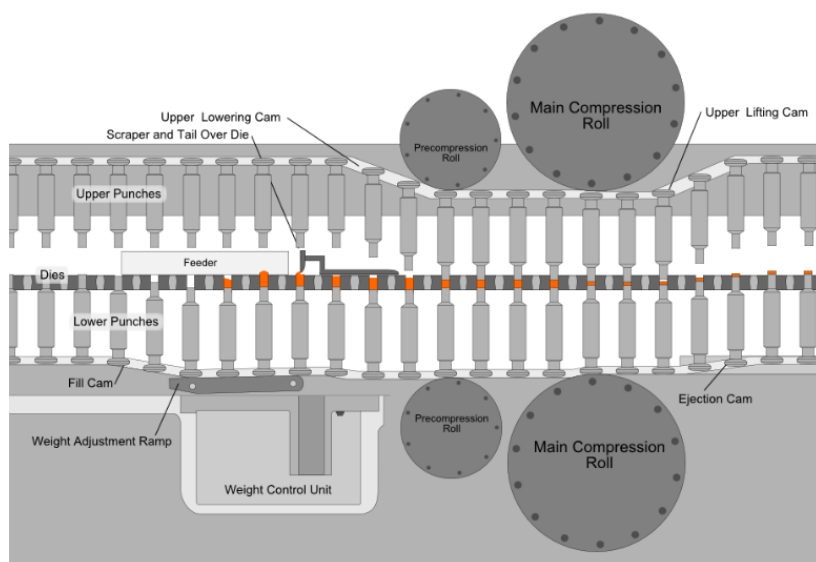 Upper Lowering Cam
Scraper and Tail Over Die
Precompression
Roll
Main Compression
Roll
Upper Lifting Cam
Upper Punches
Feeder
Dies
Lower Punches
Fill Cam
Weight Adjustment Ramp
Weight Control Unit
Precompression
Roll
Main Compression
Roll
Ejection Cam